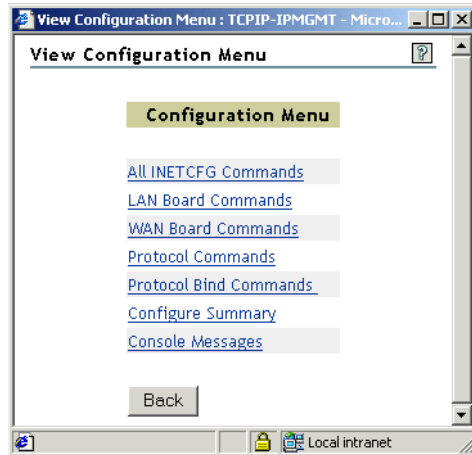 View Configuration Menu : TCPIP-IPMGMT - Micro...
View Configuration Menu
?
Configuration Menu
All INETCFG Commands
LAN Board Commands
WAN Board Commands
Protocol Commands
Protocol Bind Commands
Configure Summary
Console Messages
Back
Local intranet